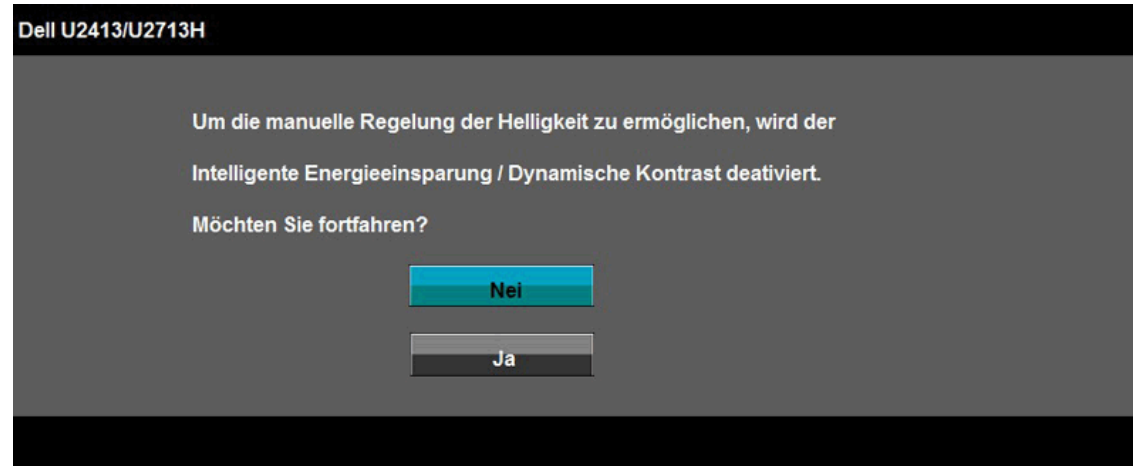 Dell U2413/U2713H
Um die manuelle Regelung der Helligkeit zu ermöglichen, wird der
Intelligente Energieeinsparung / Dynamische Kontrast deativiert.
Möchten Sie fortfahren?
Nei
Ja